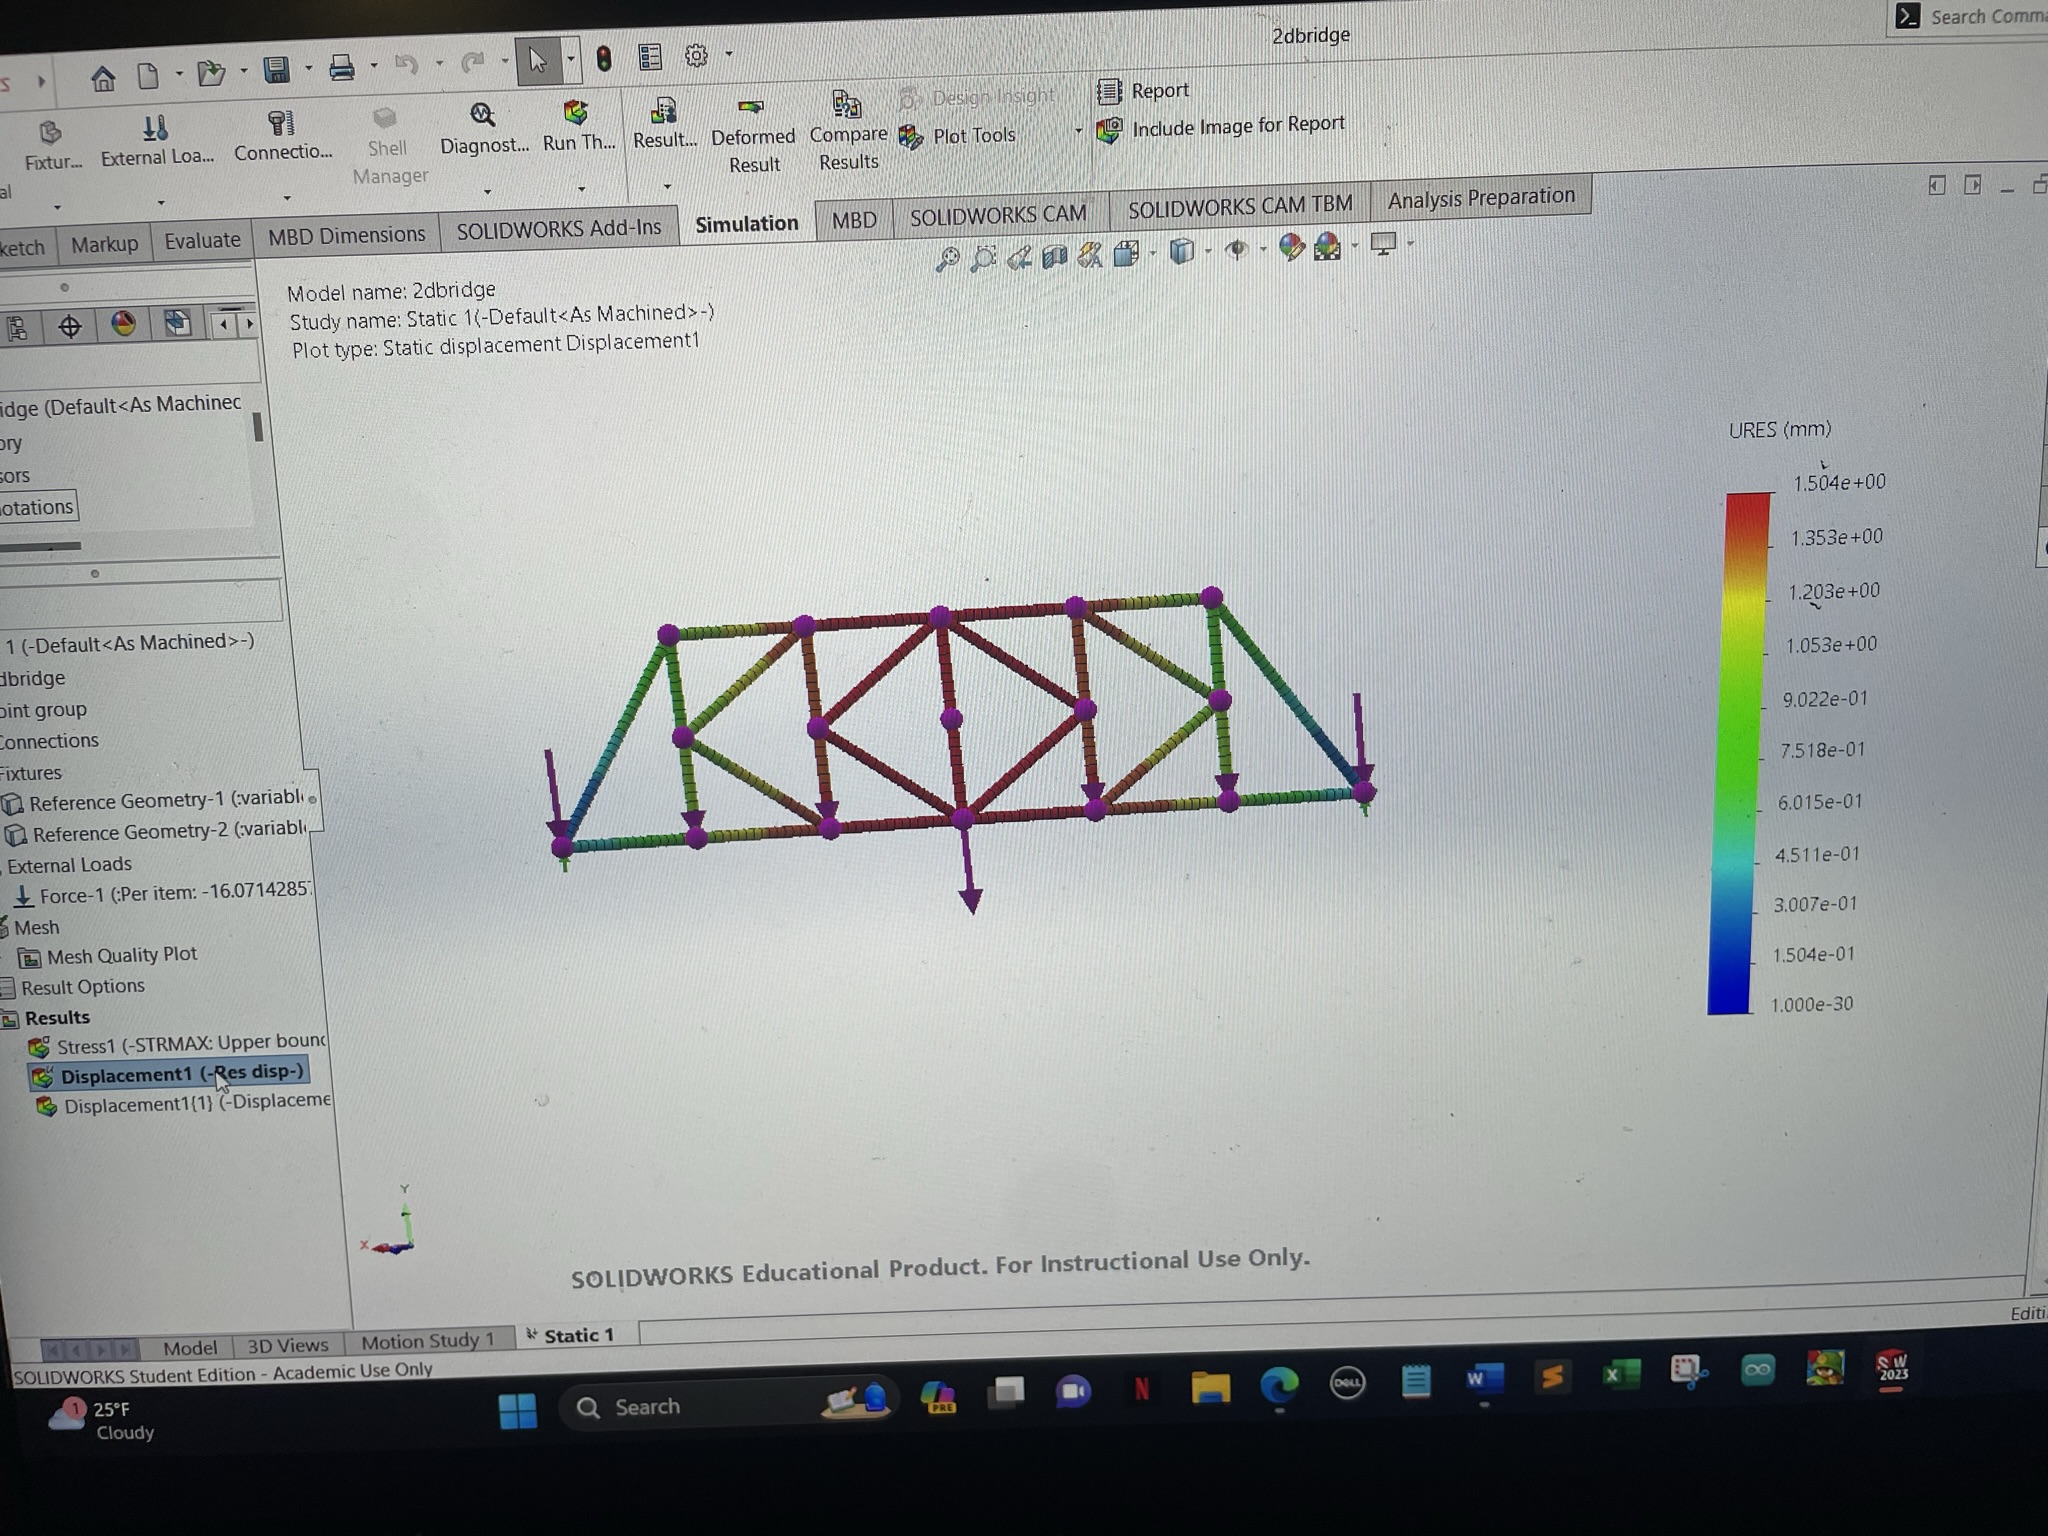 2dbridge
Search Comm
Fixtur...
External Loa...
Connectio...
Shell
Manager
Diagnost...
Run Th...
Result...
Deformed
Result
Compare
Results
Design Insight
Plot Tools
Report
Include Image for Report
al
ketch
Markup
Evaluate
MBD Dimensions
SOLIDWORKS Add-Ins
Simulation
MBD
SOLIDWORKS CAM
SOLIDWORKS CAM TBM
Analysis Preparation
Model name: 2dbridge
Study name: Static 1(-Default<As Machined>-)
Plot type: Static displacement Displacement1
idge (Default<As Machinec
ory
sors
otations
1 (-Default<As Machined>-)
dbridge
oint group
Connections
Fixtures
Reference Geometry-1 (:variabl
Reference Geometry-2 (:variabl
External Loads
Force-1 (:Per item: -16.07142857
Mesh
Mesh Quality Plot
Result Options
Results
Stress1 (-STRMAX: Upper bound
Displacement1 (-Res disp-)
Displacement1{1} (-Displaceme
URES (mm)
1.504e+00
1.353e+00
1.203e+00
1.053e+00
9.022e-01
7.518e-01
6.015e-01
4.511e-01
3.007e-01
1.504e-01
1.000e-30
Y
X
SOLIDWORKS Educational Product. For Instructional Use Only.
Editi
Model
3D Views
Motion Study 1
Static 1
SOLIDWORKS Student Edition - Academic Use Only
1
25°F
Cloudy
Search
PRE
N
DELL
W
S
X
SW
2023